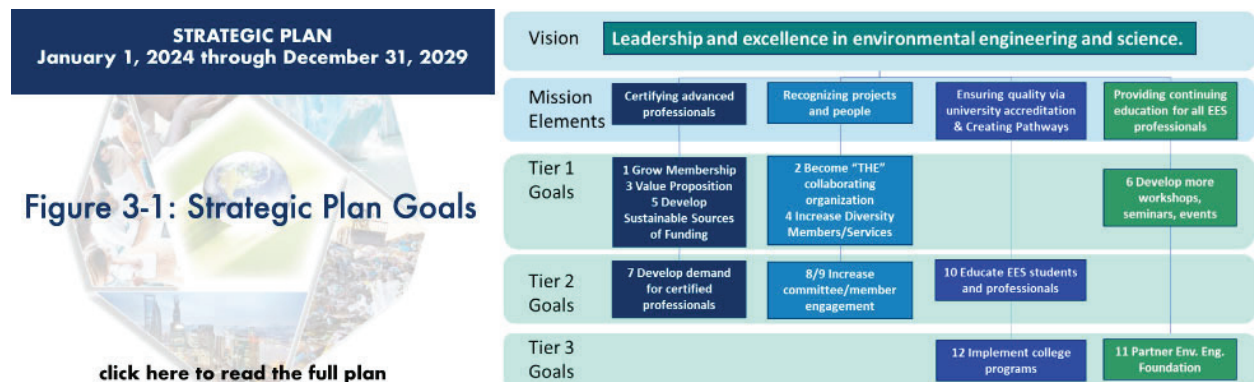 STRATEGIC PLAN
January 1, 2024 through December 31, 2029
Figure 3-1: Strategic Plan Goals
click here to read the full plan
Vision
Leadership and excellence in environmental engineering and science.
Mission
Elements
Certifying advanced
professionals
Recognizing projects
and people
Ensuring quality via
university accreditation
& Creating Pathways
Providing continuing
education for all EES
professionals
Tier 1
Goals
1 Grow Membership
3 Value Proposition
5 Develop
Sustainable Sources
of Funding
2 Become "THE"
collaborating
organization
4 Increase Diversity
Members/Services
6 Develop more
workshops,
seminars, events
Tier 2
Goals
7 Develop demand
for certified
professionals
8/9 Increase
committee/member
engagement
10 Educate EES students
and professionals
Tier 3
Goals
12 Implement college
programs
11 Partner Env. Eng.
Foundation